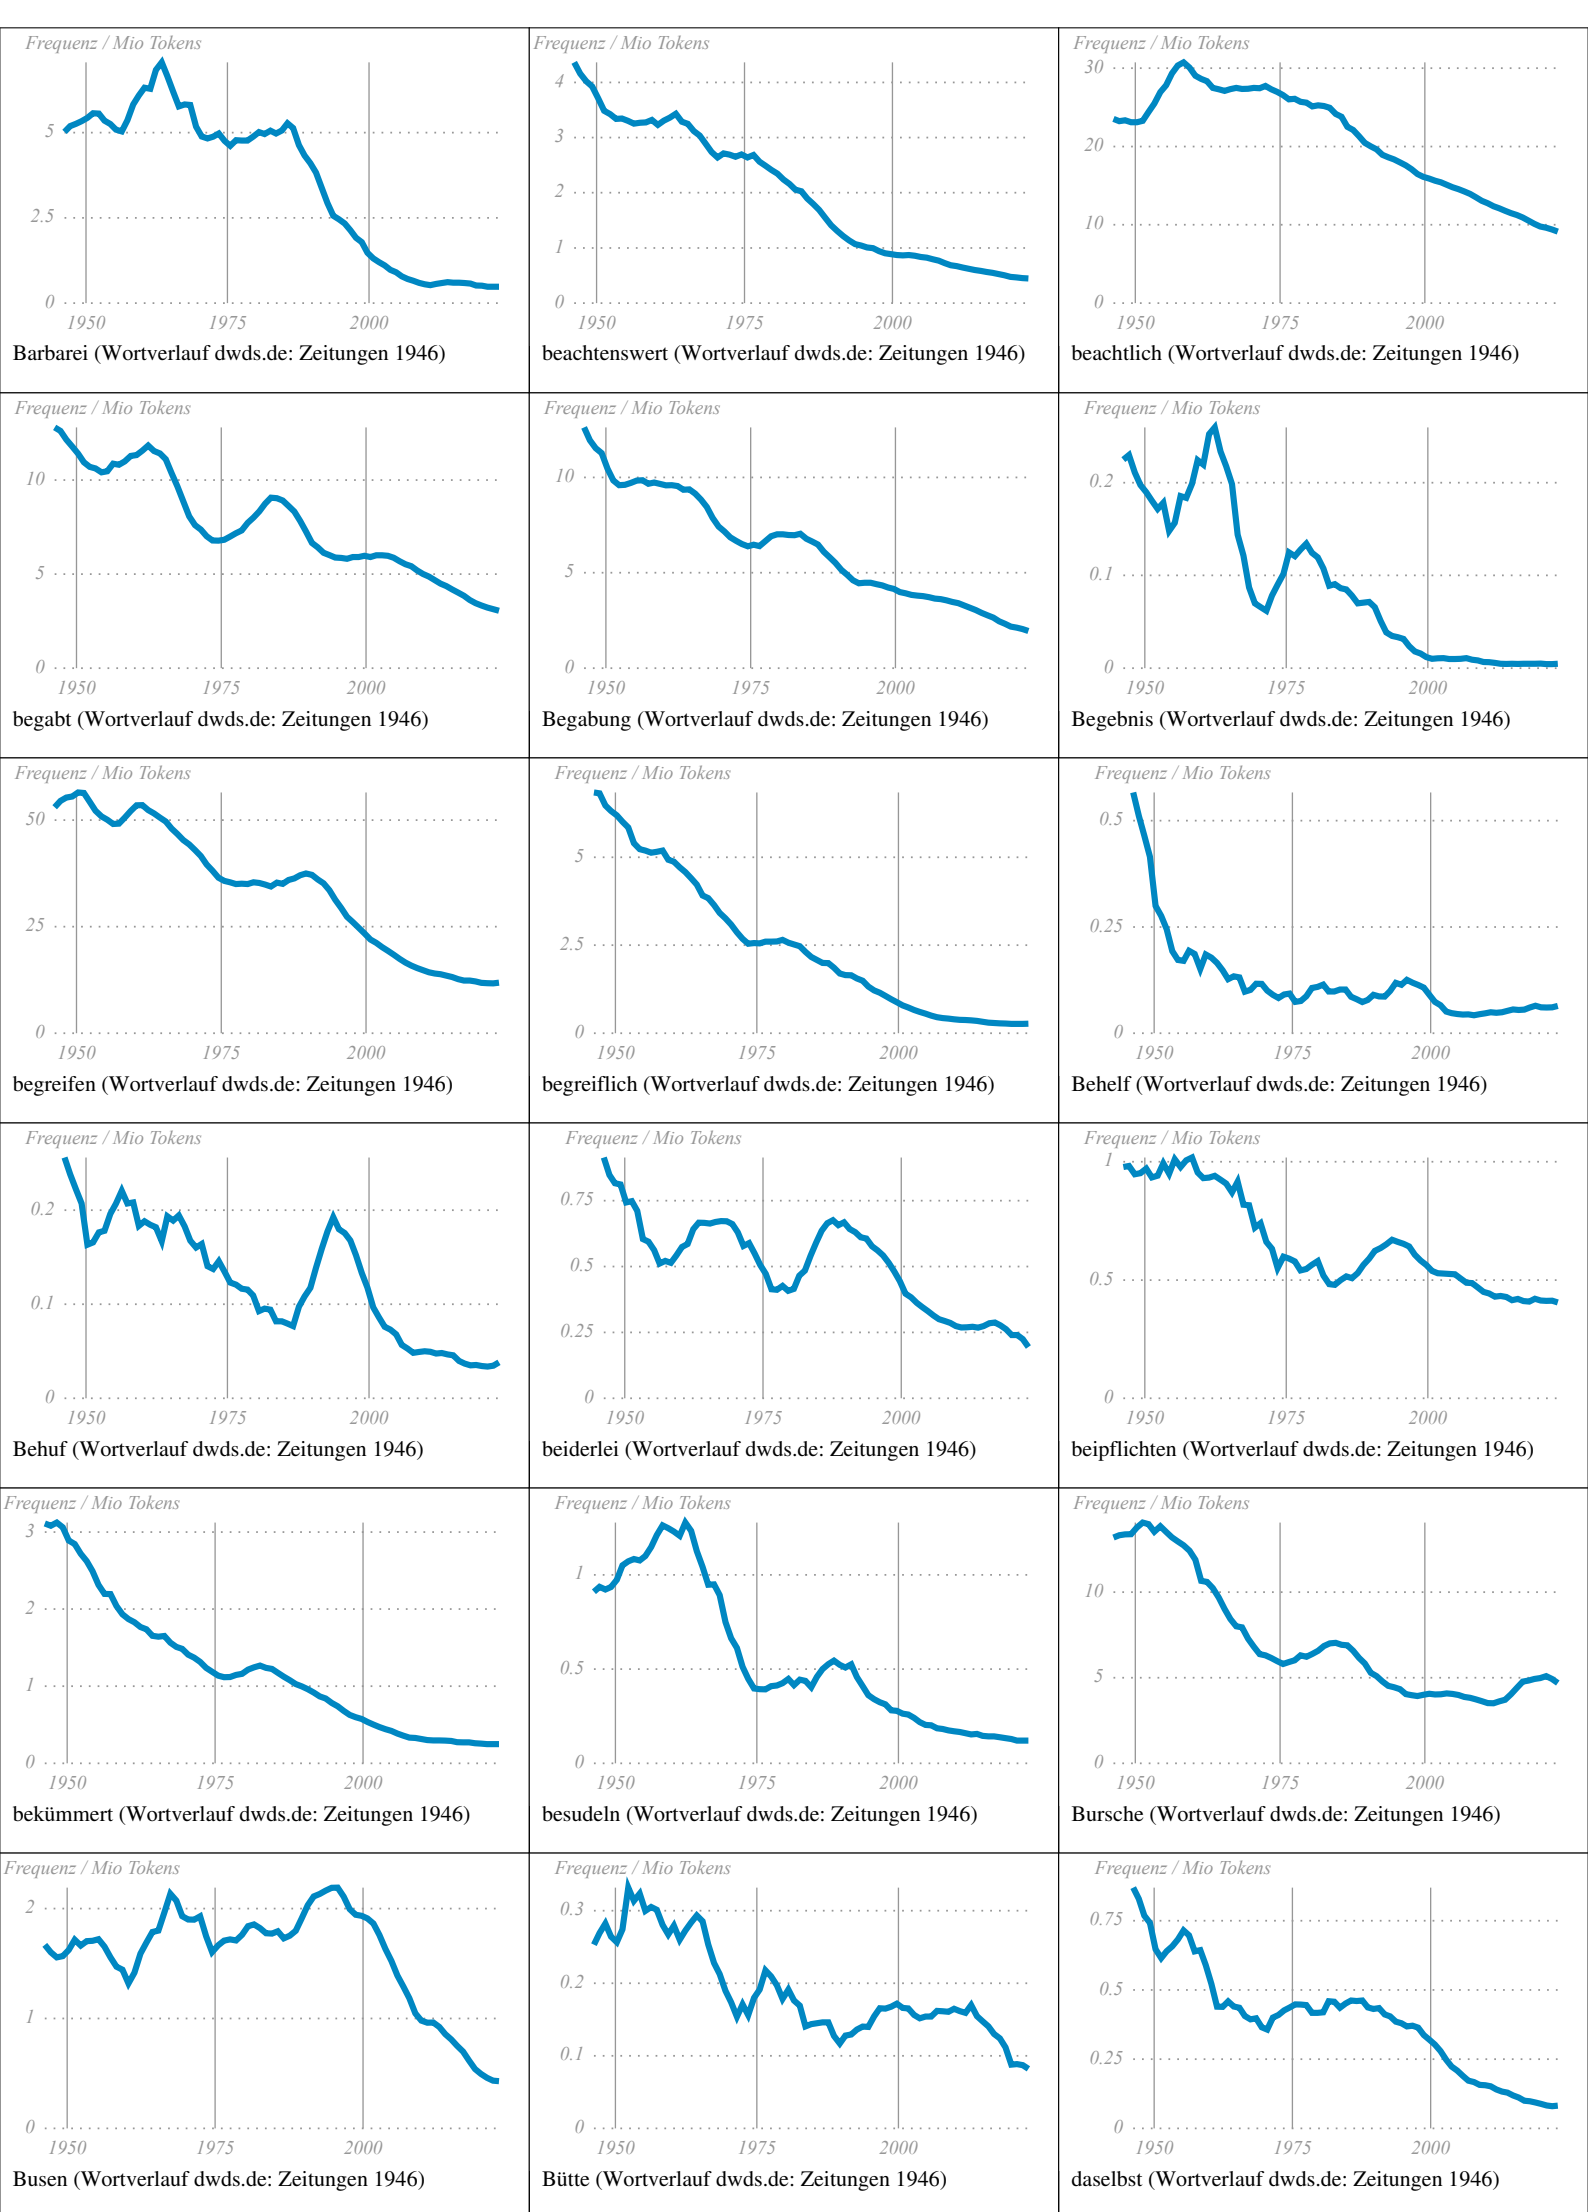 Frequenz / Mio Tokens
5
2.5
0
1950 1975 2000
Barbarei (Wortverlauf dwds.de: Zeitungen 1946)
Frequenz / Mio Tokens
4
3
2
1
0
1950 1975 2000
beachtenswert (Wortverlauf dwds.de: Zeitungen 1946)
Frequenz / Mio Tokens
30
20
10
0
1950 1975 2000
beachtlich (Wortverlauf dwds.de: Zeitungen 1946)
Frequenz / Mio Tokens
10
5
0
1950 1975 2000
begabt (Wortverlauf dwds.de: Zeitungen 1946)
Frequenz / Mio Tokens
10
5
0
1950 1975 2000
Begabung (Wortverlauf dwds.de: Zeitungen 1946)
Frequenz / Mio Tokens
0.2
0.1
0
1950 1975 2000
Begebnis (Wortverlauf dwds.de: Zeitungen 1946)
Frequenz / Mio Tokens
50
25
0
1950 1975 2000
begreifen (Wortverlauf dwds.de: Zeitungen 1946)
Frequenz / Mio Tokens
5
2.5
0
1950 1975 2000
begreiflich (Wortverlauf dwds.de: Zeitungen 1946)
Frequenz / Mio Tokens
0.5
0.25
0
1950 1975 2000
Behelf (Wortverlauf dwds.de: Zeitungen 1946)
Frequenz / Mio Tokens
0.2
0.1
0
1950 1975 2000
Behuf (Wortverlauf dwds.de: Zeitungen 1946)
Frequenz / Mio Tokens
0.75
0.5
0.25
0
1950 1975 2000
beiderlei (Wortverlauf dwds.de: Zeitungen 1946)
Frequenz / Mio Tokens
1
0.5
0
1950 1975 2000
beipflichten (Wortverlauf dwds.de: Zeitungen 1946)
Frequenz / Mio Tokens
3
2
1
0
1950 1975 2000
bekümmert (Wortverlauf dwds.de: Zeitungen 1946)
Frequenz / Mio Tokens
1
0.5
0
1950 1975 2000
besudeln (Wortverlauf dwds.de: Zeitungen 1946)
Frequenz / Mio Tokens
10
5
0
1950 1975 2000
Bursche (Wortverlauf dwds.de: Zeitungen 1946)
Frequenz / Mio Tokens
2
1
0
1950 1975 2000
Busen (Wortverlauf dwds.de: Zeitungen 1946)
Frequenz / Mio Tokens
0.3
0.2
0.1
0
1950 1975 2000
Bütte (Wortverlauf dwds.de: Zeitungen 1946)
Frequenz / Mio Tokens
0.75
0.5
0.25
0
1950 1975 2000
daselbst (Wortverlauf dwds.de: Zeitungen 1946)